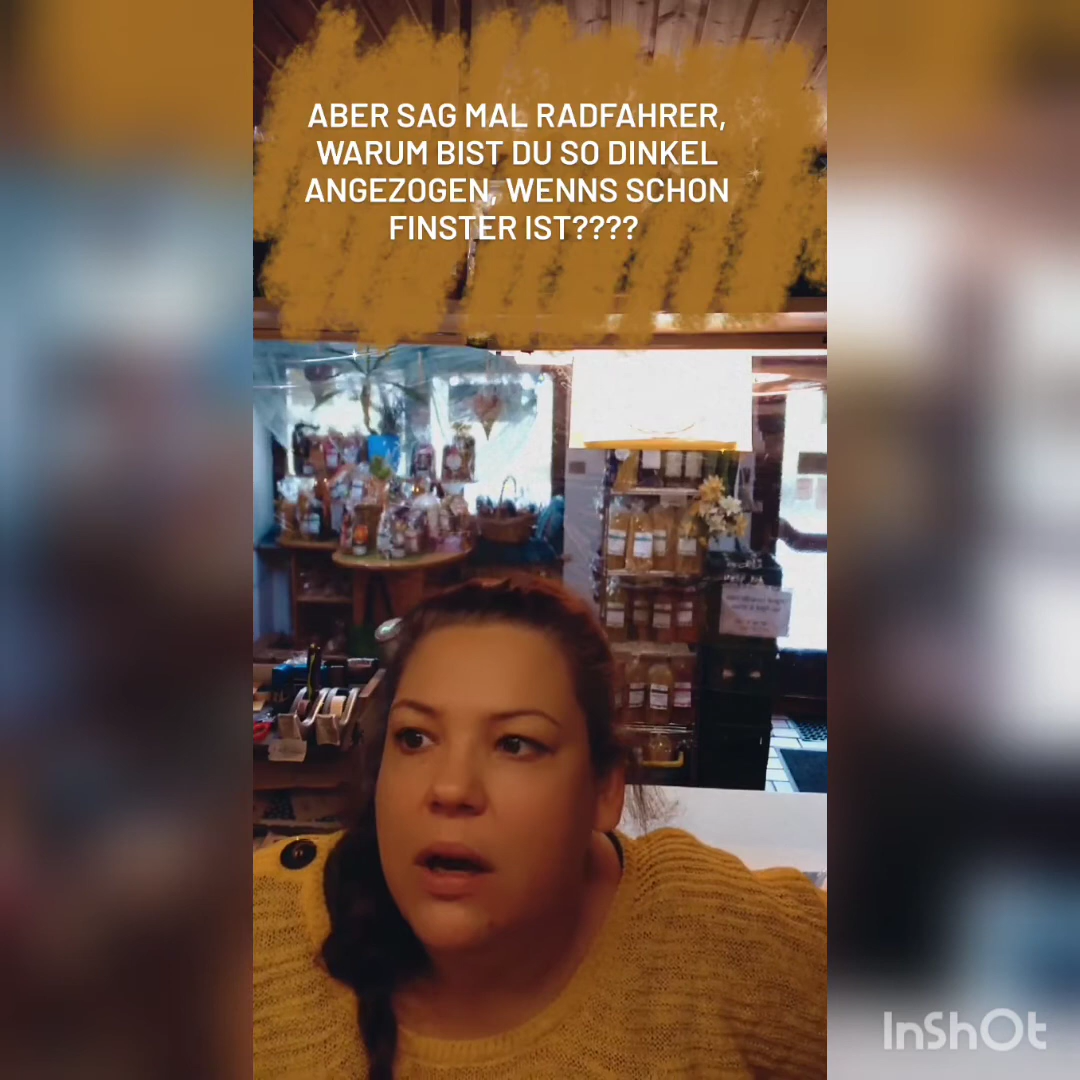 ABER SAG MAL RADFAHRER,
WARUM BIST DU SO DINKEL
ANGEZOGEN, WENNS SCHON
FINSTER IST????
InShOt